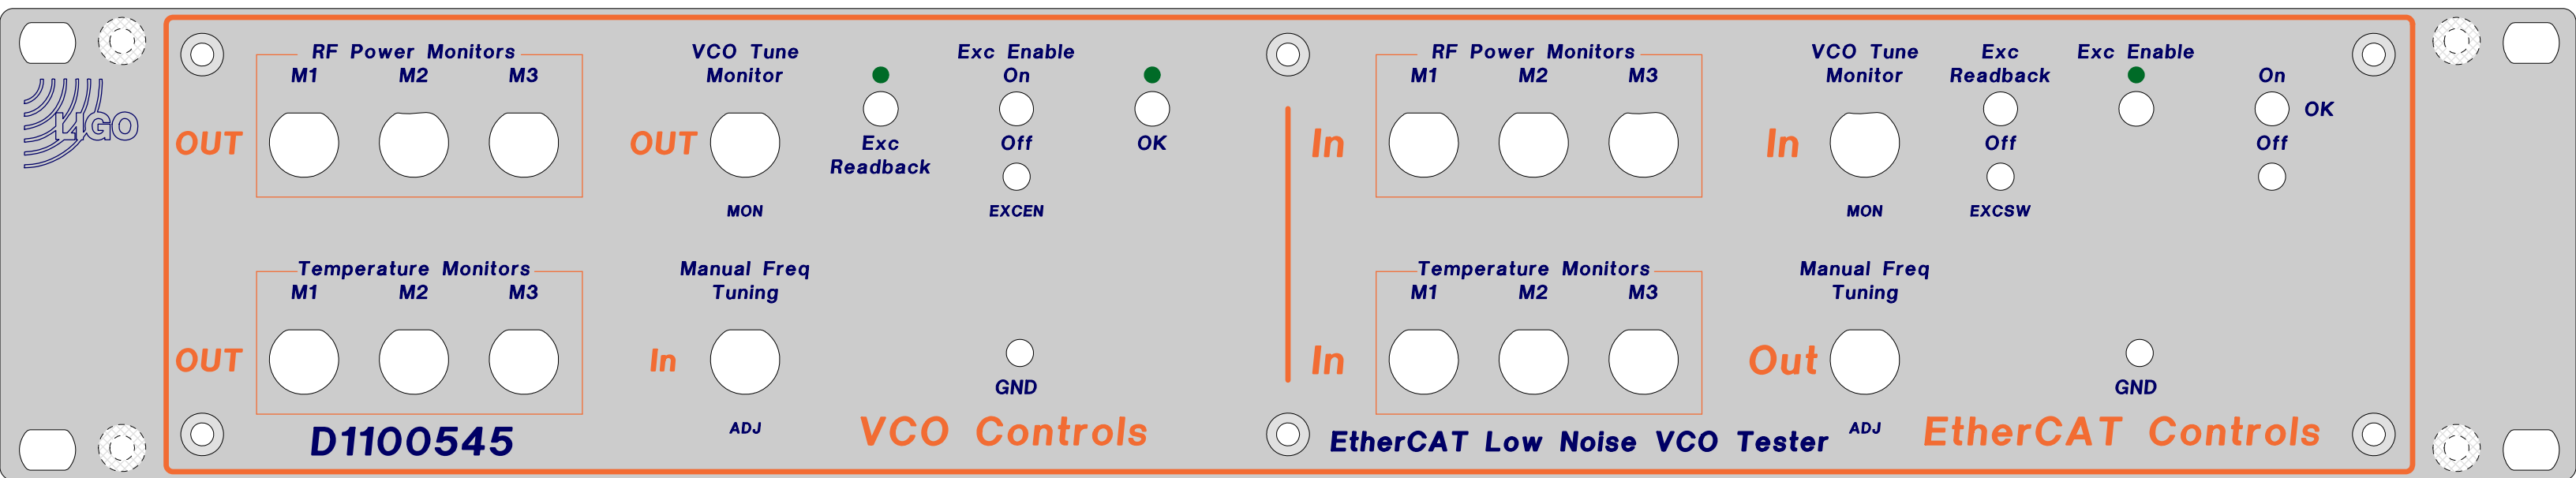 LIGO
RF Power Monitors
M1 M2 M3
OUT
VCO Tune
Monitor
OUT
MON
Exc
Readback
Exc Enable
On
Off
EXCEN
OK
Temperature Monitors
M1 M2 M3
OUT
Manual Freq
Tuning
In
ADJ
GND
D1100545
VCO Controls
RF Power Monitors
M1 M2 M3
In
VCO Tune
Monitor
In
MON
Exc
Readback
Off
EXCSW
Exc Enable
On
OK
Off
Temperature Monitors
M1 M2 M3
In
Manual Freq
Tuning
Out
ADJ
GND
EtherCAT Low Noise VCO Tester
EtherCAT Controls